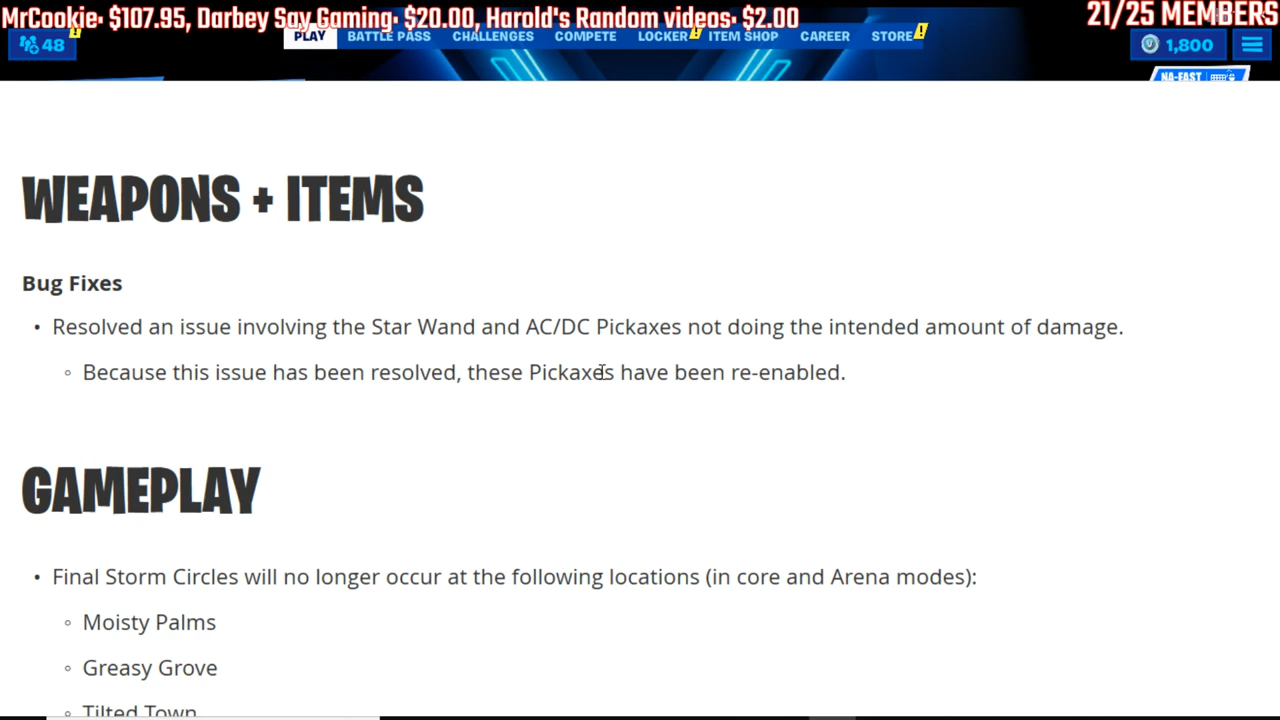 MrCookie: $107.95, Darbey Say Gaming: $20.00, Harold's Random videos: $2.00
21/25 MEMBERS
48
PLAY BATTLE PASS CHALLENGES COMPETE LOCKER ITEM SHOP CAREER STORE
1,800
NA-EAST
WEAPONS + ITEMS
Bug Fixes
• Resolved an issue involving the Star Wand and AC/DC Pickaxes not doing the intended amount of damage.
◦ Because this issue has been resolved, these Pickaxes have been re-enabled.
GAMEPLAY
• Final Storm Circles will no longer occur at the following locations (in core and Arena modes):
◦ Moisty Palms
◦ Greasy Grove
◦ Tilted Town